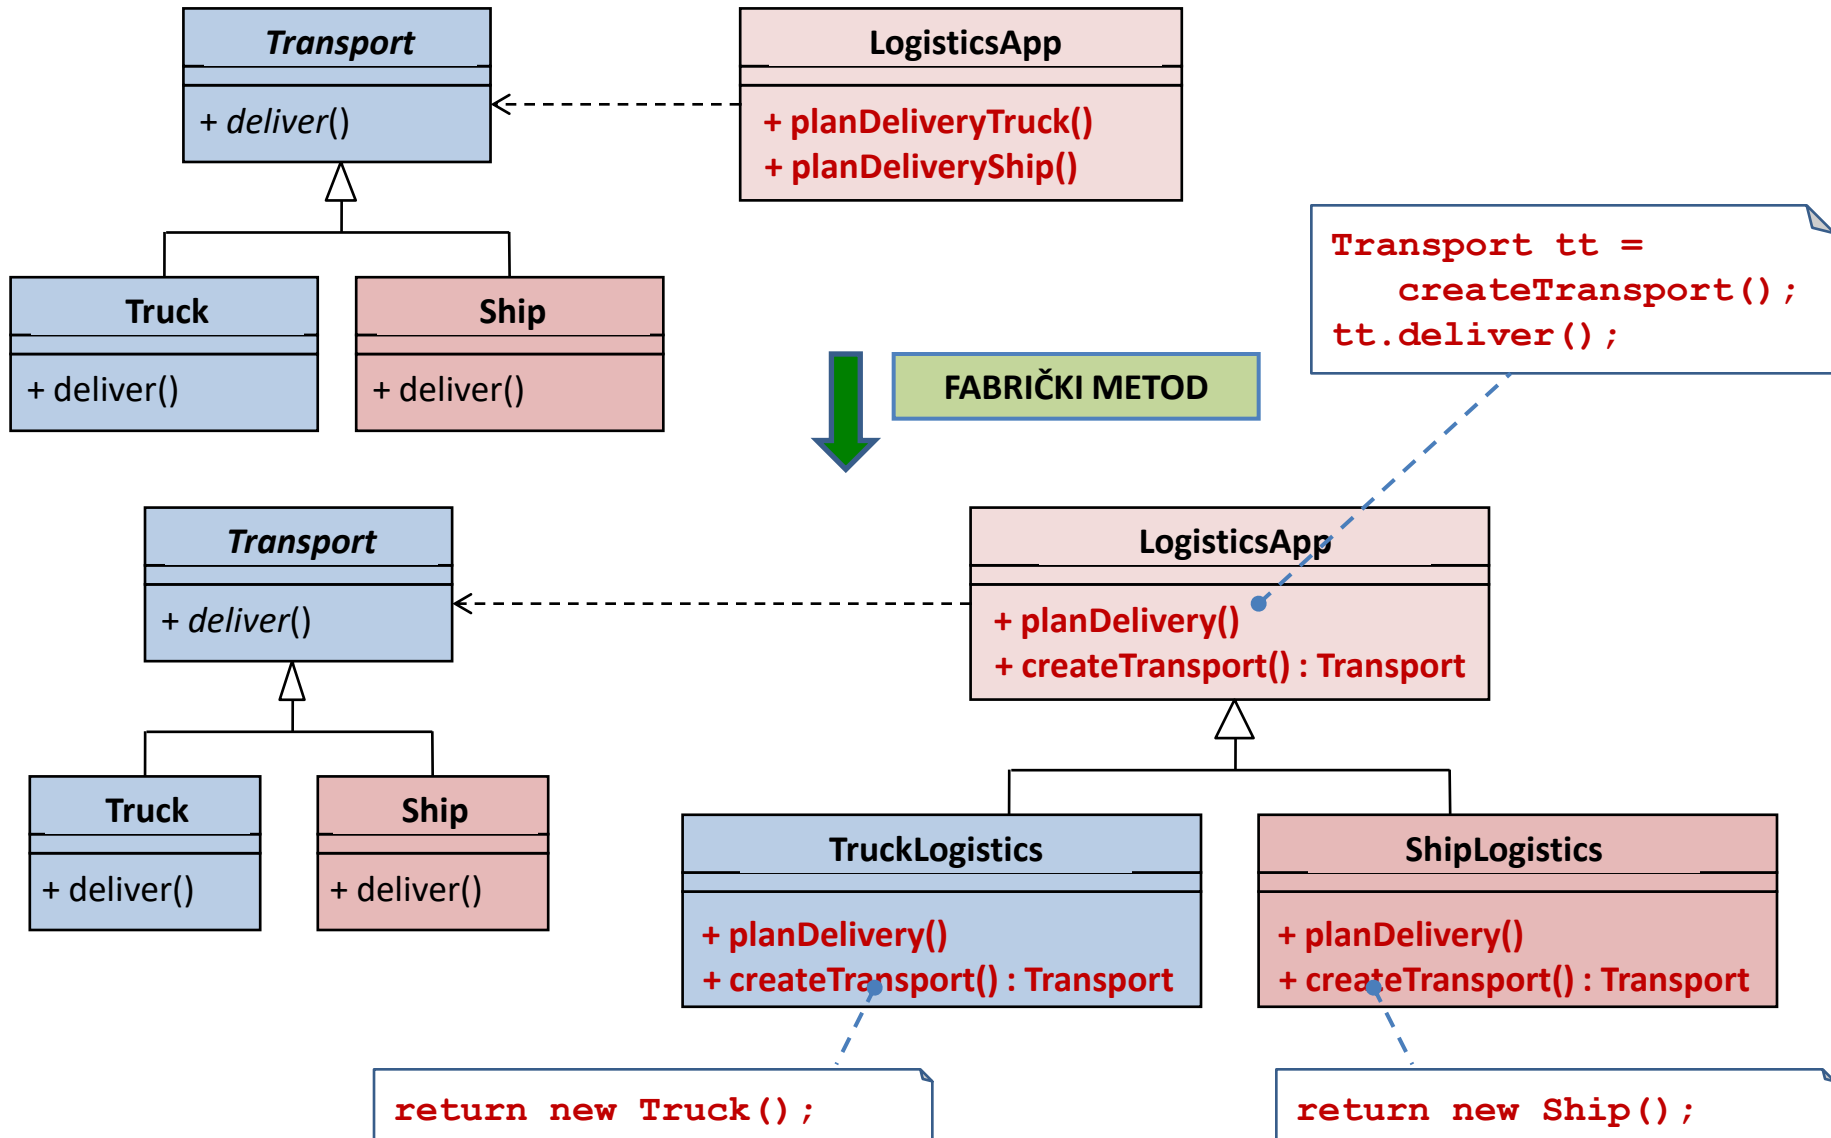 Transport
+ deliver()
LogisticsApp
+ planDeliveryTruck()
+ planDeliveryShip()
Truck
+ deliver()
Ship
+ deliver()
Transport tt =
createTransport();
tt.deliver();
FABRIČKI METOD
Transport
+ deliver()
LogisticsApp
+ planDelivery()
+ createTransport() : Transport
Truck
+ deliver()
Ship
+ deliver()
TruckLogistics
+ planDelivery()
+ createTransport() : Transport
ShipLogistics
+ planDelivery()
+ createTransport() : Transport
return new Truck();
return new Ship();